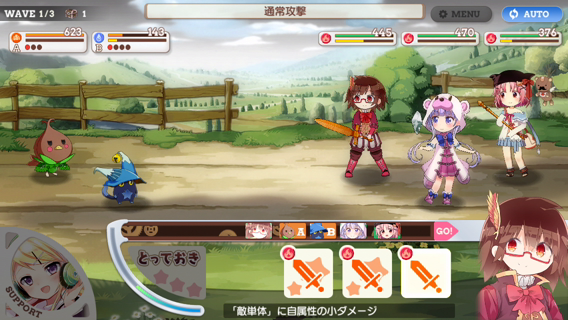 WAVE 1/3 1
通常攻撃
MENU
AUTO
623
A
143
B
445
470
376
A B GO!
とっておき
SUPPORT
「敵単体」に自属性の小ダメージ